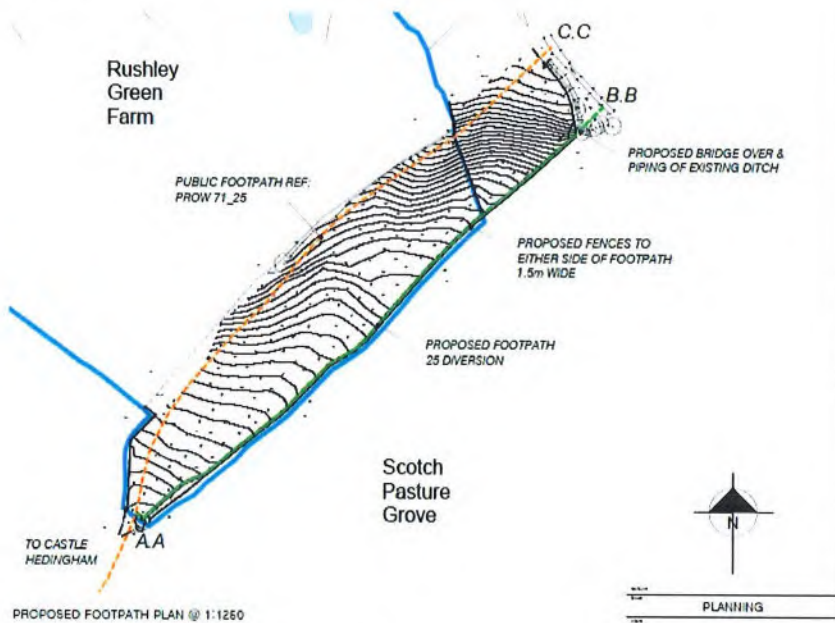 C.C
Rushley
Green
Farm
B.B
PROPOSED BRIDGE OVER &
PIPING OF EXISTING DITCH
PUBLIC FOOTPATH REF:
PROW 71_25
PROPOSED FENCES TO
EITHER SIDE OF FOOTPATH
1.5m WIDE
PROPOSED FOOTPATH
25 DIVERSION
Scotch
Pasture
Grove
N
TO CASTLE
HEDINGHAM
A.A
PROPOSED FOOTPATH PLAN @ 1:1250
PLANNING